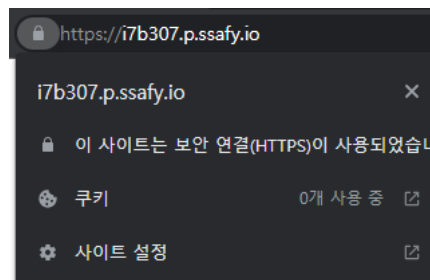 https://i7b307.p.ssafy.io
i7b307.p.ssafy.io
이 사이트는 보안 연결(HTTPS)이 사용되었습니
쿠키
0개 사용 중
사이트 설정